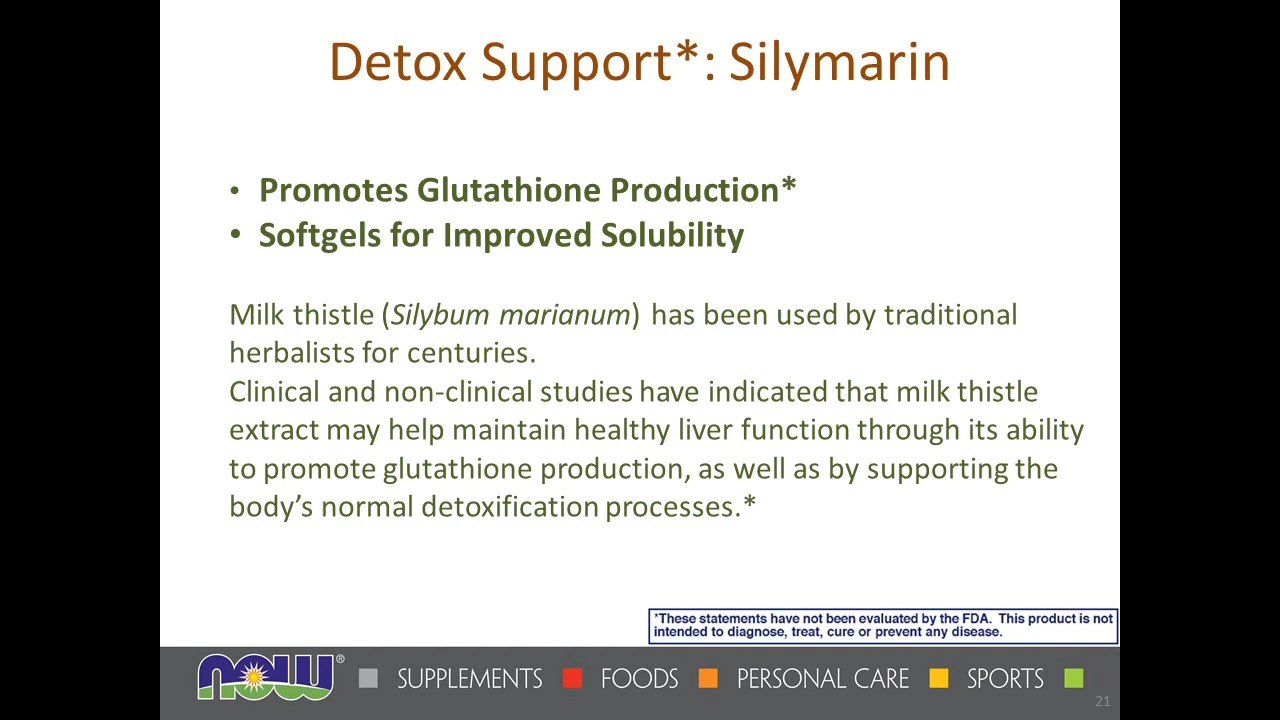 Detox Support*: Silymarin
• Promotes Glutathione Production*
• Softgels for Improved Solubility
Milk thistle (Silybum marianum) has been used by traditional
herbalists for centuries.
Clinical and non-clinical studies have indicated that milk thistle
extract may help maintain healthy liver function through its ability
to promote glutathione production, as well as by supporting the
body’s normal detoxification processes.*
*These statements have not been evaluated by the FDA. This product is not
intended to diagnose, treat, cure or prevent any disease.
now® SUPPLEMENTS FOODS PERSONAL CARE SPORTS
21